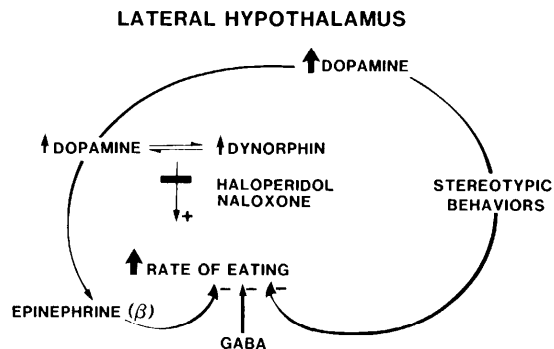 LATERAL HYPOTHALAMUS
DOPAMINE
DOPAMINE DYNORPHIN
HALOPERIDOL
NALOXONE
+
STEREOTYPIC
BEHAVIORS
RATE OF EATING
- - -
EPINEPHRINE (β)
GABA